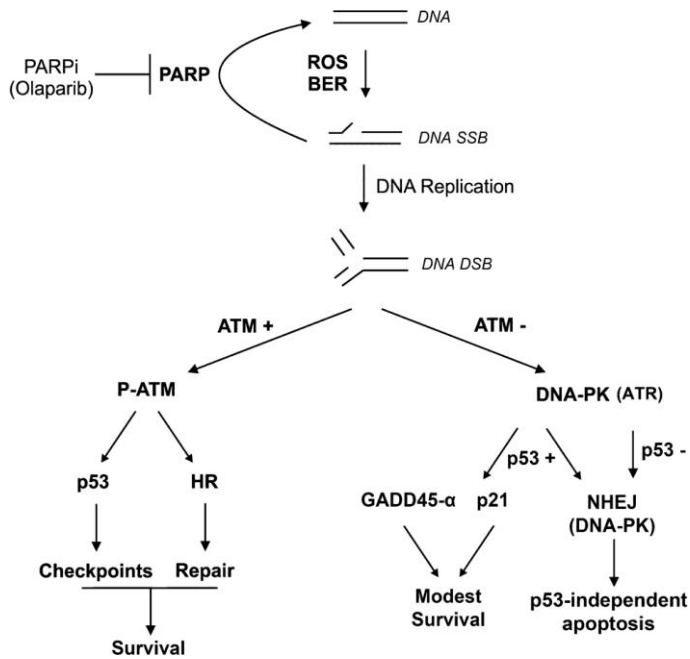 DNA
PARPi
(Olaparib)
PARP
ROS
BER
DNA SSB
DNA Replication
DNA DSB
ATM +
ATM -
P-ATM
DNA-PK (ATR)
p53
HR
p53 +
p53 -
GADD45-α
p21
NHEJ
(DNA-PK)
Checkpoints
Repair
Modest
Survival
p53-independent
apoptosis
Survival